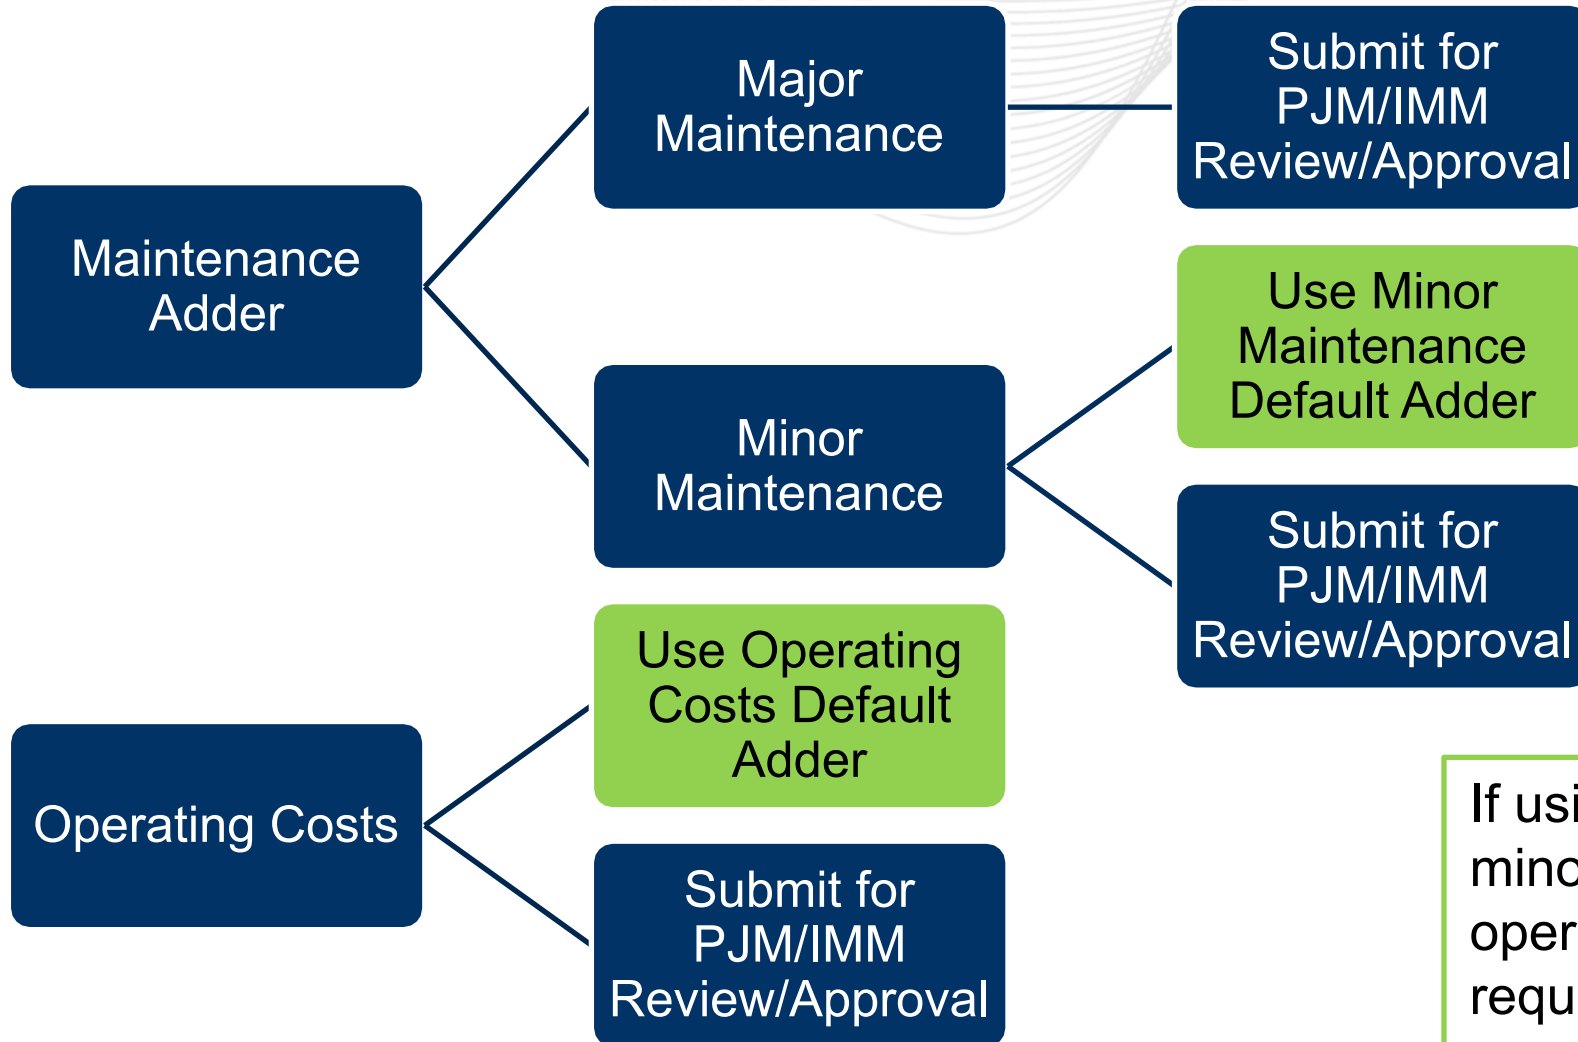 Maintenance
Adder
Major
Maintenance
Submit for
PJM/IMM
Review/Approval
Minor
Maintenance
Use Minor
Maintenance
Default Adder
Submit for
PJM/IMM
Review/Approval
Operating Costs
Use Operating
Costs Default
Adder
Submit for
PJM/IMM
Review/Approval
If